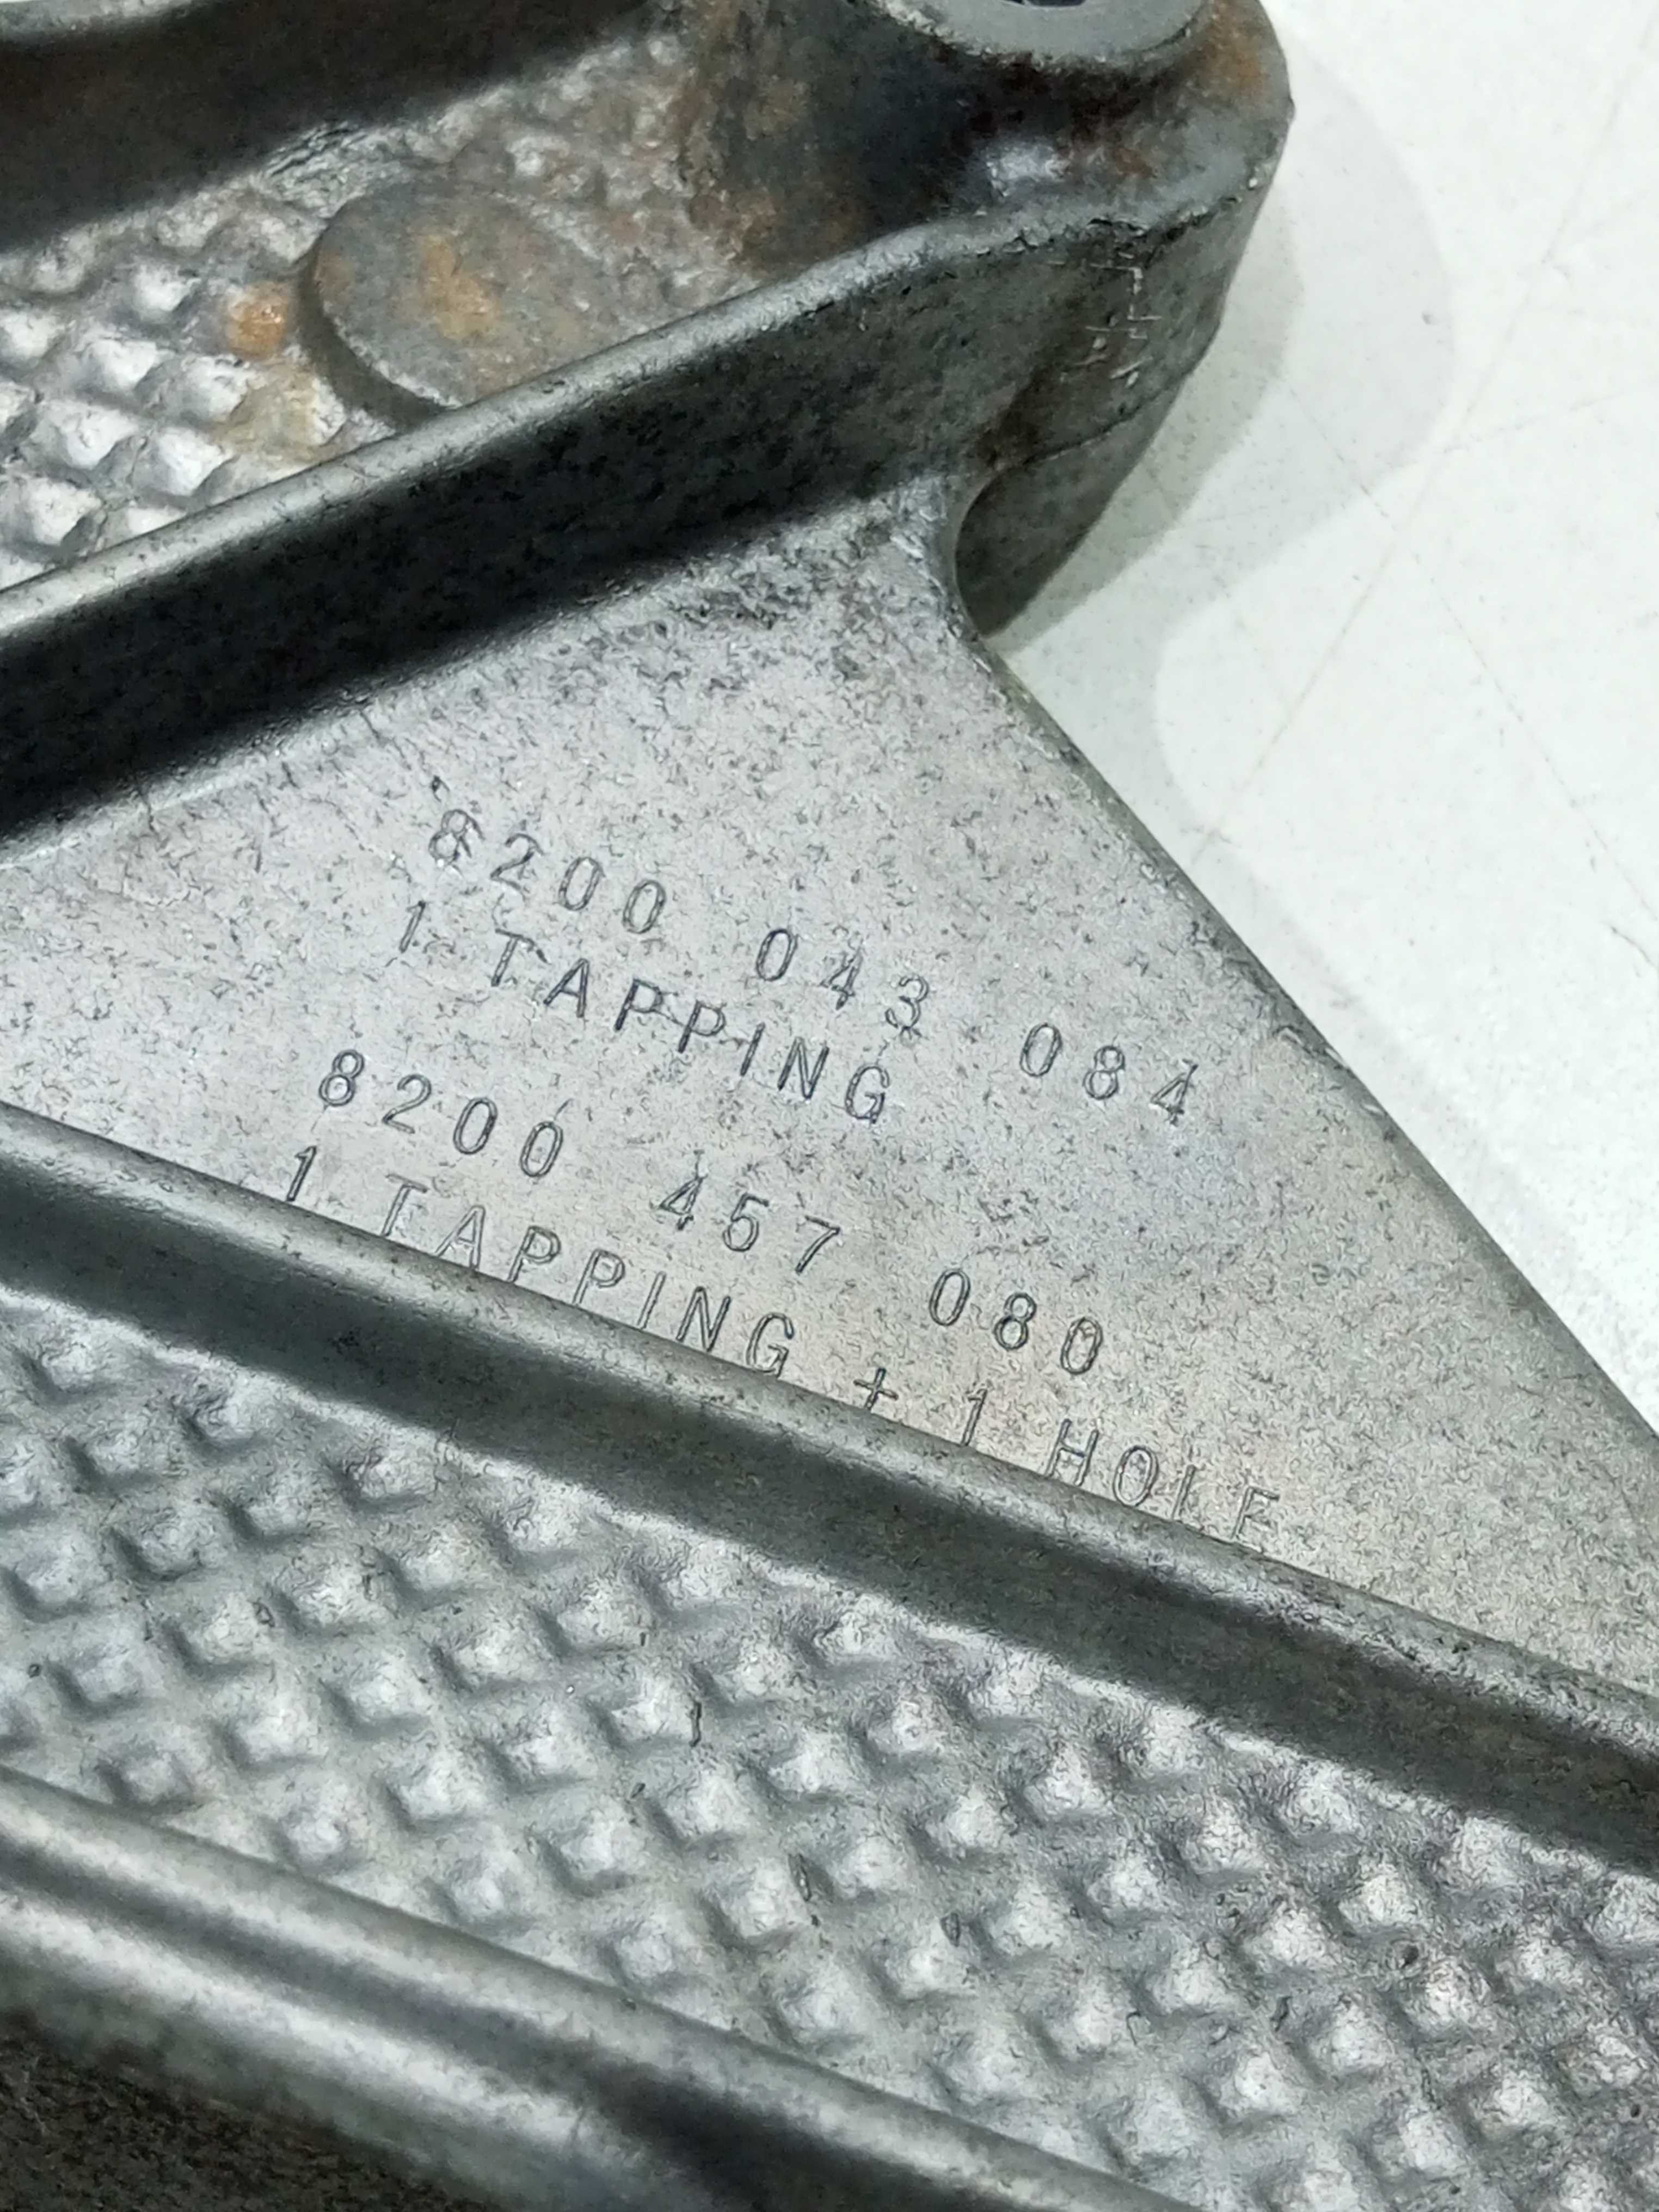 8200 043 084
1 TAPPING
8200 457 080
1 TAPPING + 1 HOLE